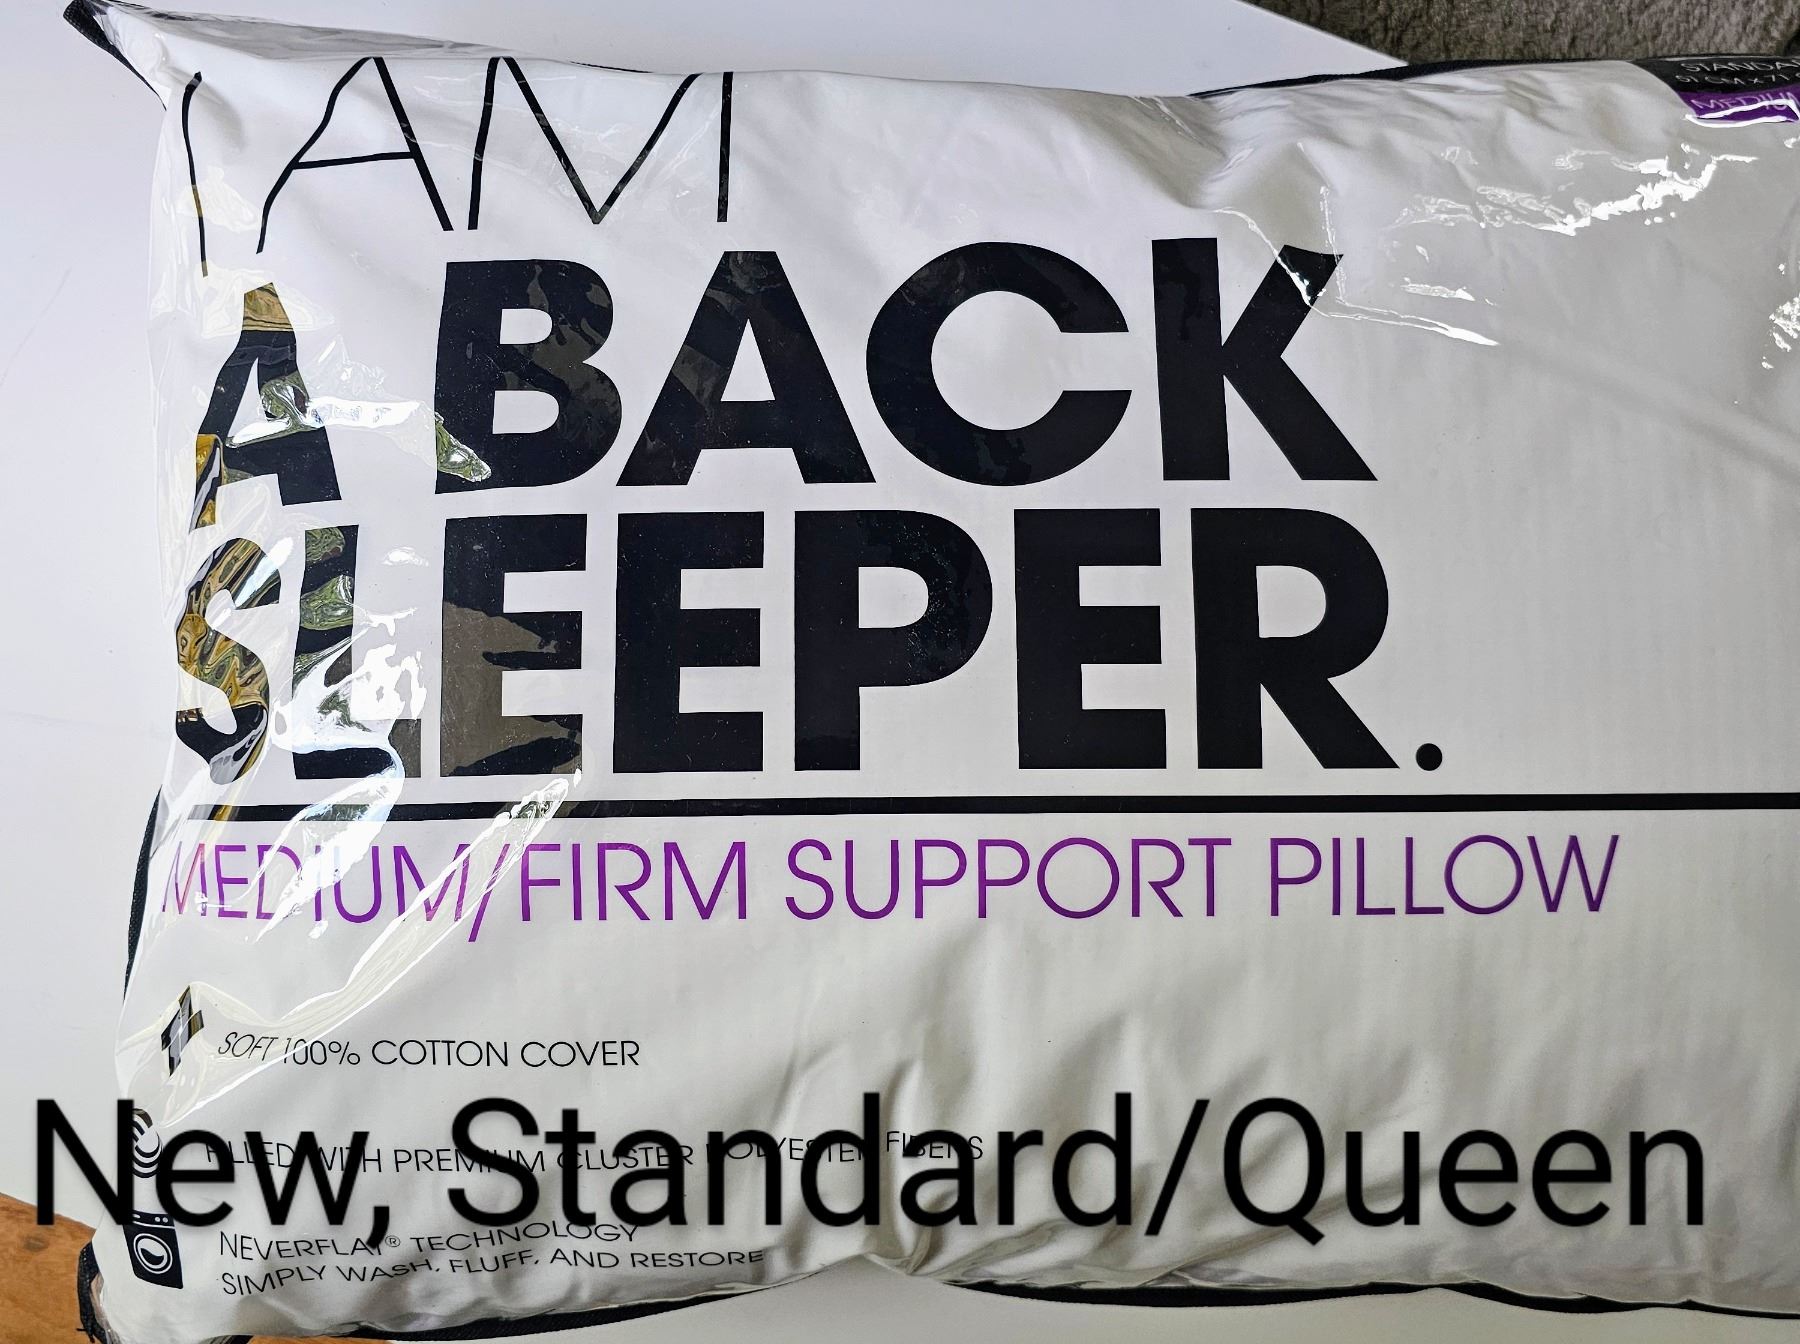 I AM
A BACK
SLEEPER.
MEDIUM/FIRM SUPPORT PILLOW
SOFT 100% COTTON COVER
FILLED WITH PREMIUM CLUSTER POLYESTER FIBERS
New, Standard/Queen
NEVERFLAT® TECHNOLOGY
SIMPLY WASH, FLUFF, AND RESTORE